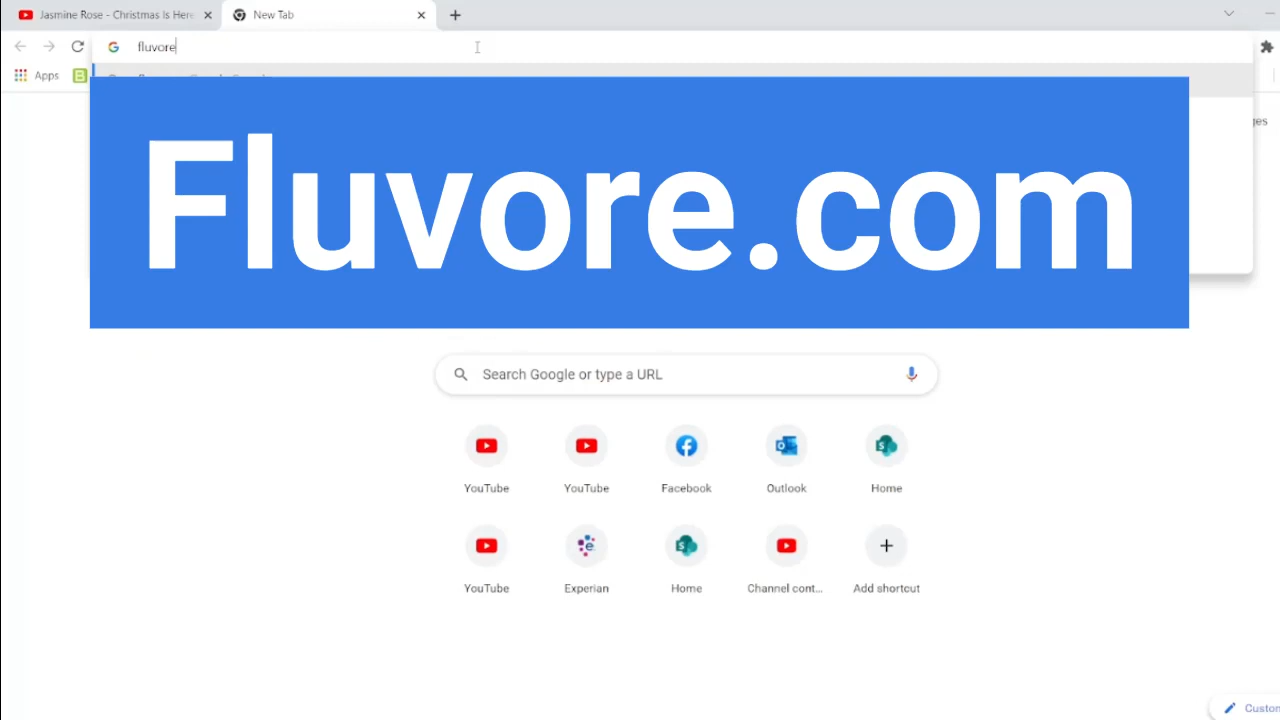 Jasmine Rose - Christmas Is Here
New Tab
fluvore
Apps
Fluvore.com
Search Google or type a URL
YouTube YouTube Facebook Outlook Home
YouTube Experian Home Channel cont... Add shortcut